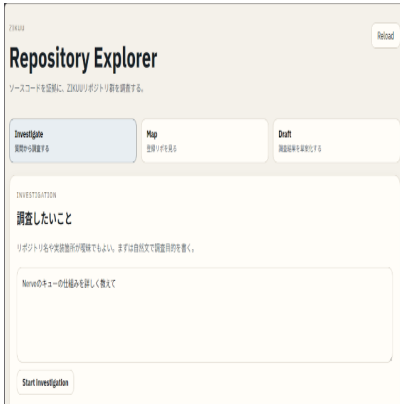 ZIKUU
Reload
Repository Explorer
ソースコードを証拠に、ZIKUUリポジトリ群を調査する。
Investigate
質問から調査する
Map
登録リポを見る
Draft
調査結果を草案化する
INVESTIGATION
調査したいこと
リポジトリ名や実装箇所が曖昧でもよい。まずは自然文で調査目的を書く。
Nerveのキューの仕組みを詳しく教えて
Start Investigation